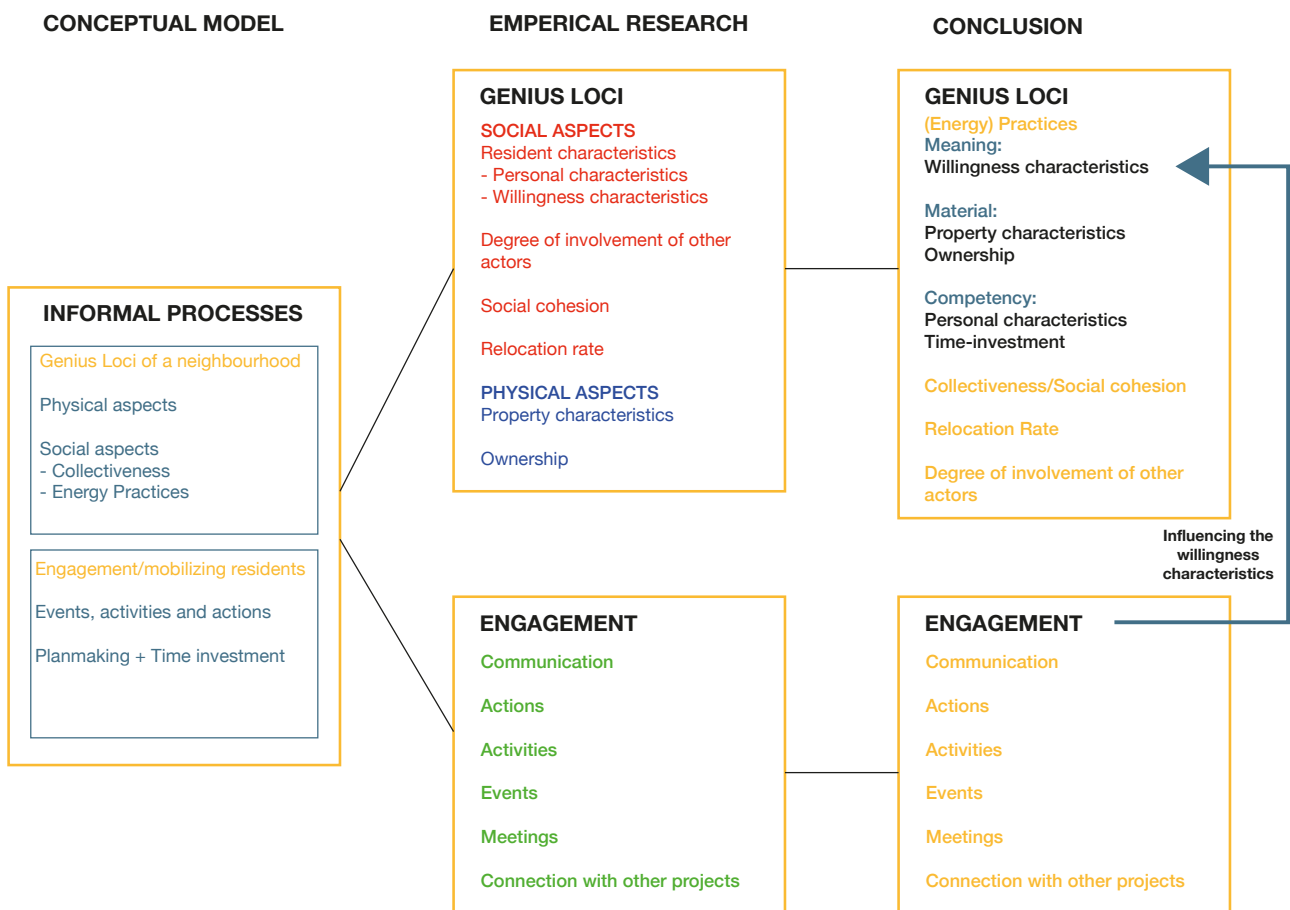 CONCEPTUAL MODEL
EMPERICAL RESEARCH
CONCLUSION
INFORMAL PROCESSES
Genius Loci of a neighbourhood
Physical aspects
Social aspects
- Collectiveness
- Energy Practices
Engagement/mobilizing residents
Events, activities and actions
Planmaking + Time investment
GENIUS LOCI
SOCIAL ASPECTS
Resident characteristics
- Personal characteristics
- Willingness characteristics
Degree of involvement of other
actors
Social cohesion
Relocation rate
PHYSICAL ASPECTS
Property characteristics
Ownership
ENGAGEMENT
Communication
Actions
Activities
Events
Meetings
Connection with other projects
GENIUS LOCI
(Energy) Practices
Meaning:
Willingness characteristics
Material:
Property characteristics
Ownership
Competency:
Personal characteristics
Time-investment
Collectiveness/Social cohesion
Relocation Rate
Degree of involvement of other
actors
Influencing the
willingness
characteristics
ENGAGEMENT
Communication
Actions
Activities
Events
Meetings
Connection with other projects